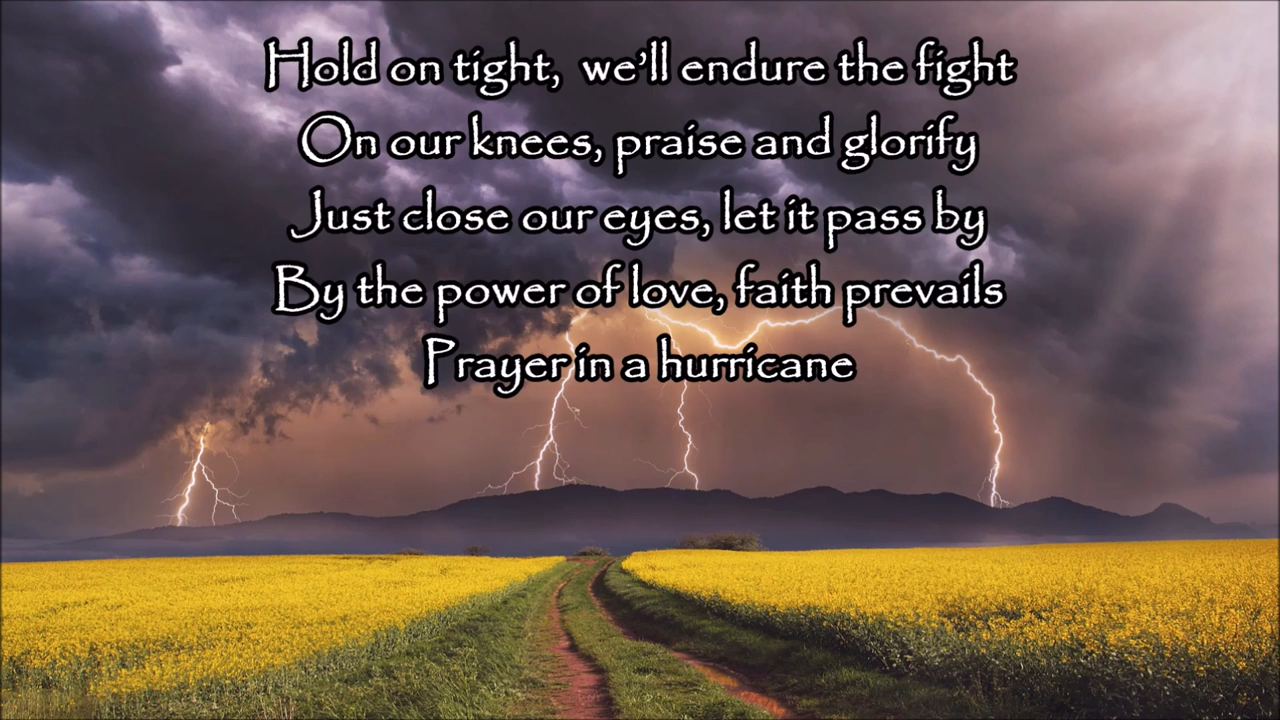 Hold on tight,  we’ll endure the fight
On our knees, praise and glorify
Just close our eyes, let it pass by
By the power of love, faith prevails
Prayer in a hurricane